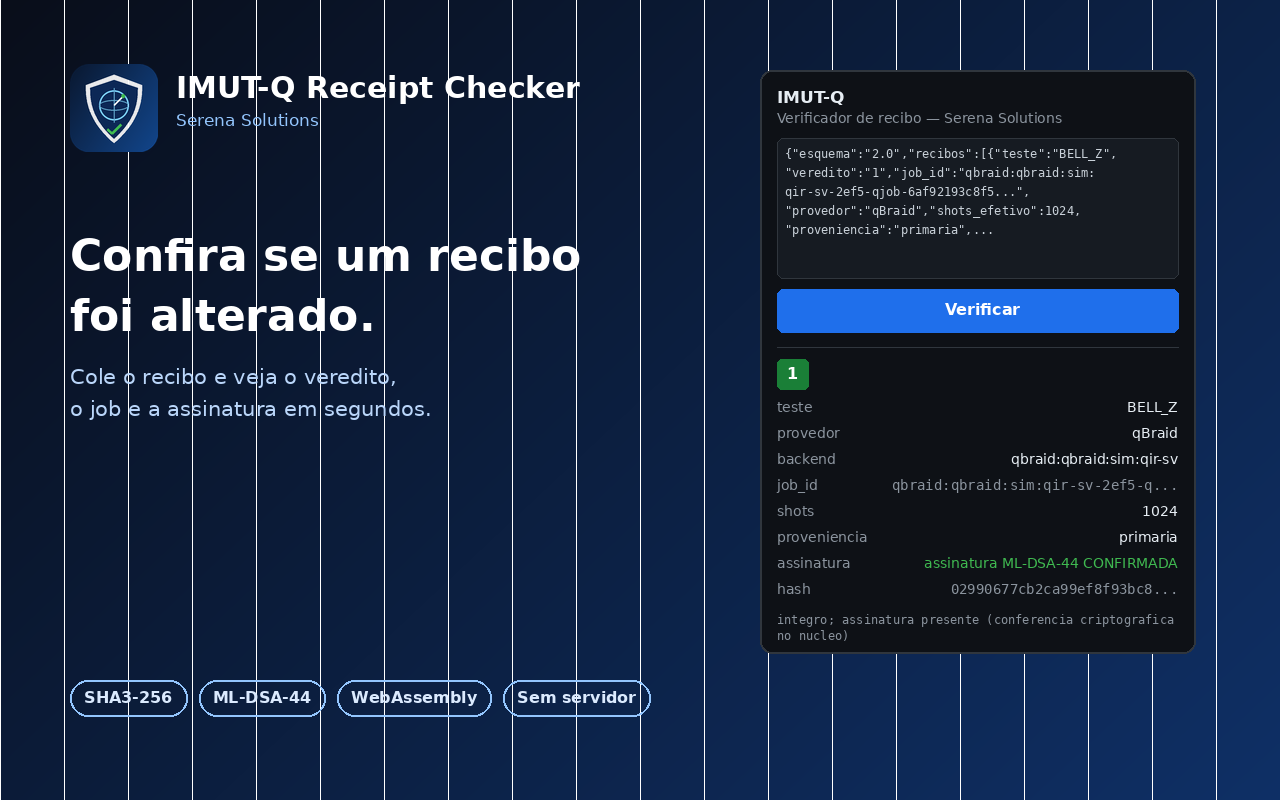 IMUT-Q Receipt Checker
Serena Solutions
Confira se um recibo
foi alterado.
Cole o recibo e veja o veredito,
o job e a assinatura em segundos.
SHA3-256
ML-DSA-44
WebAssembly
Sem servidor
IMUT-Q
Verificador de recibo — Serena Solutions
{"esquema":"2.0","recibos":[{"teste":"BELL_Z",
"veredito":"1","job_id":"qbraid:qbraid:sim:
qir-sv-2ef5-qjob-6af92193c8f5...",
"provedor":"qBraid","shots_efetivo":1024,
"proveniencia":"primaria",...
Verificar
1
teste BELL_Z
provedor qBraid
backend qbraid:qbraid:sim:qir-sv
job_id qbraid:qbraid:sim:qir-sv-2ef5-q...
shots 1024
proveniencia primaria
assinatura assinatura ML-DSA-44 CONFIRMADA
hash 02990677cb2ca99ef8f93bc8...
integro; assinatura presente (conferencia criptografica
no nucleo)